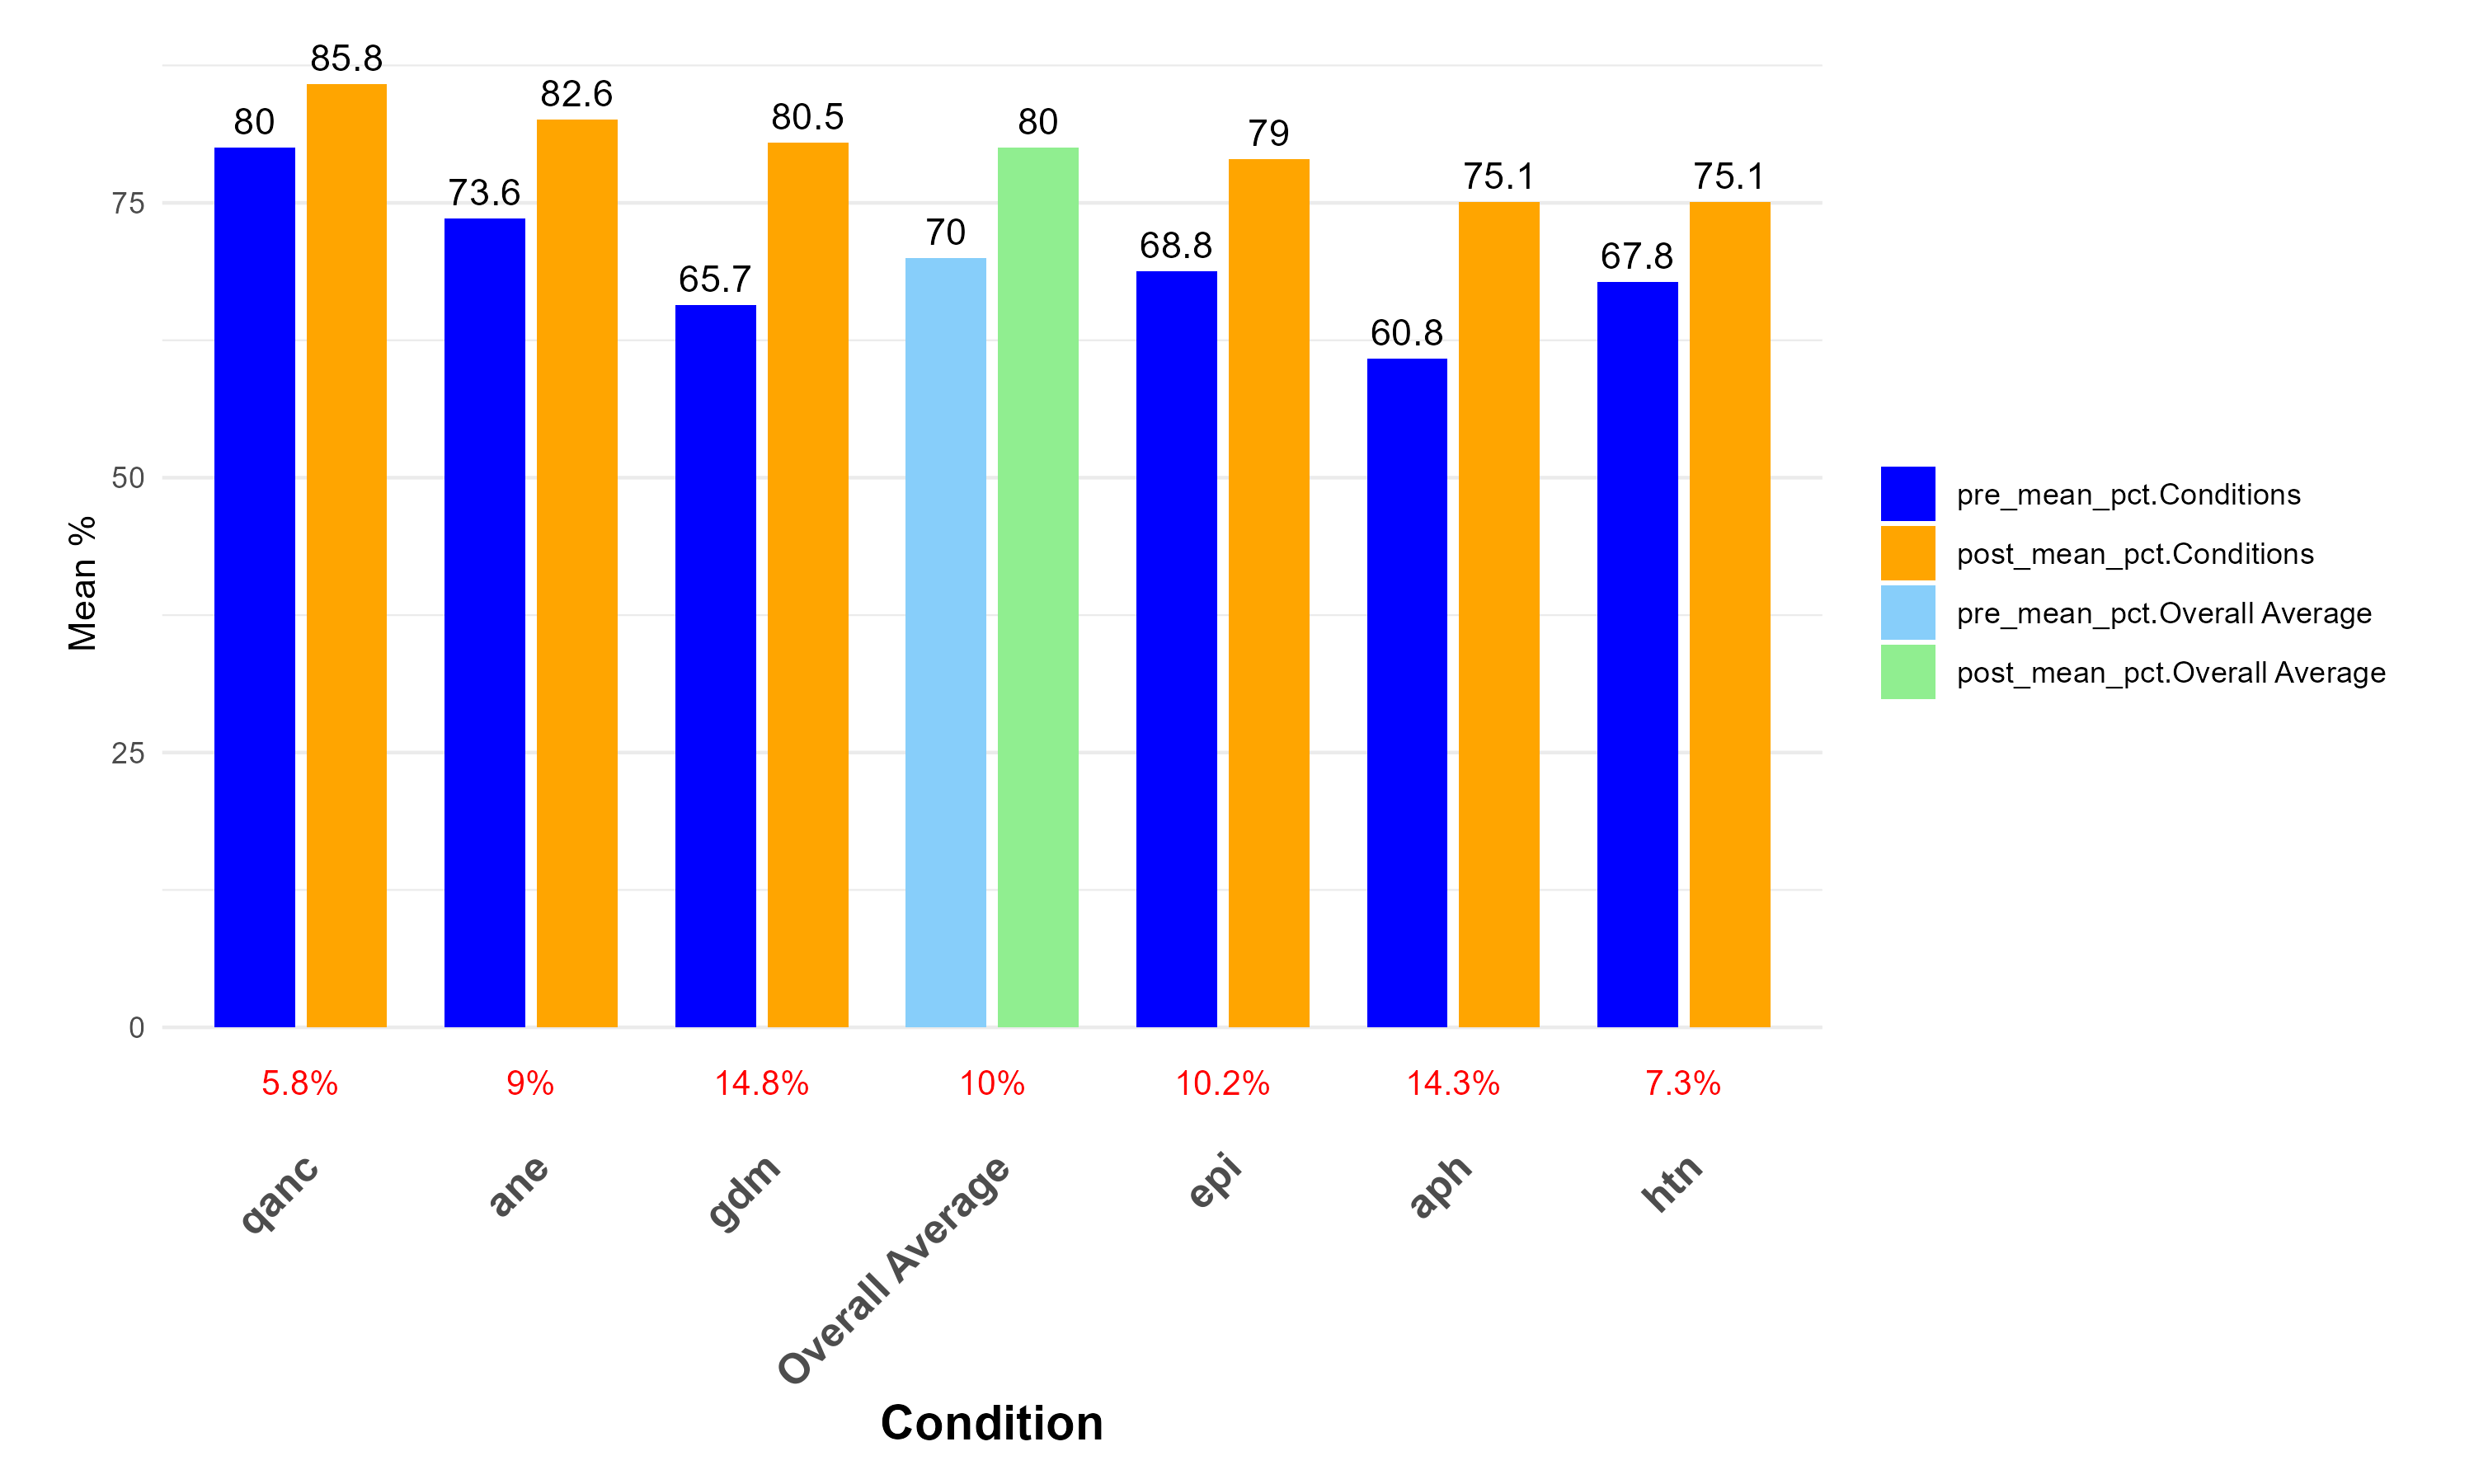 85.8
80
82.6
73.6
80.5
65.7
80
70
79
68.8
75.1
60.8
75.1
67.8
75
50
25
0
Mean %
5.8%
9%
14.8%
10%
10.2%
14.3%
7.3%
qanc
ane
gdm
Overall Average
epi
aph
htn
Condition
pre_mean_pct.Conditions
post_mean_pct.Conditions
pre_mean_pct.Overall Average
post_mean_pct.Overall Average